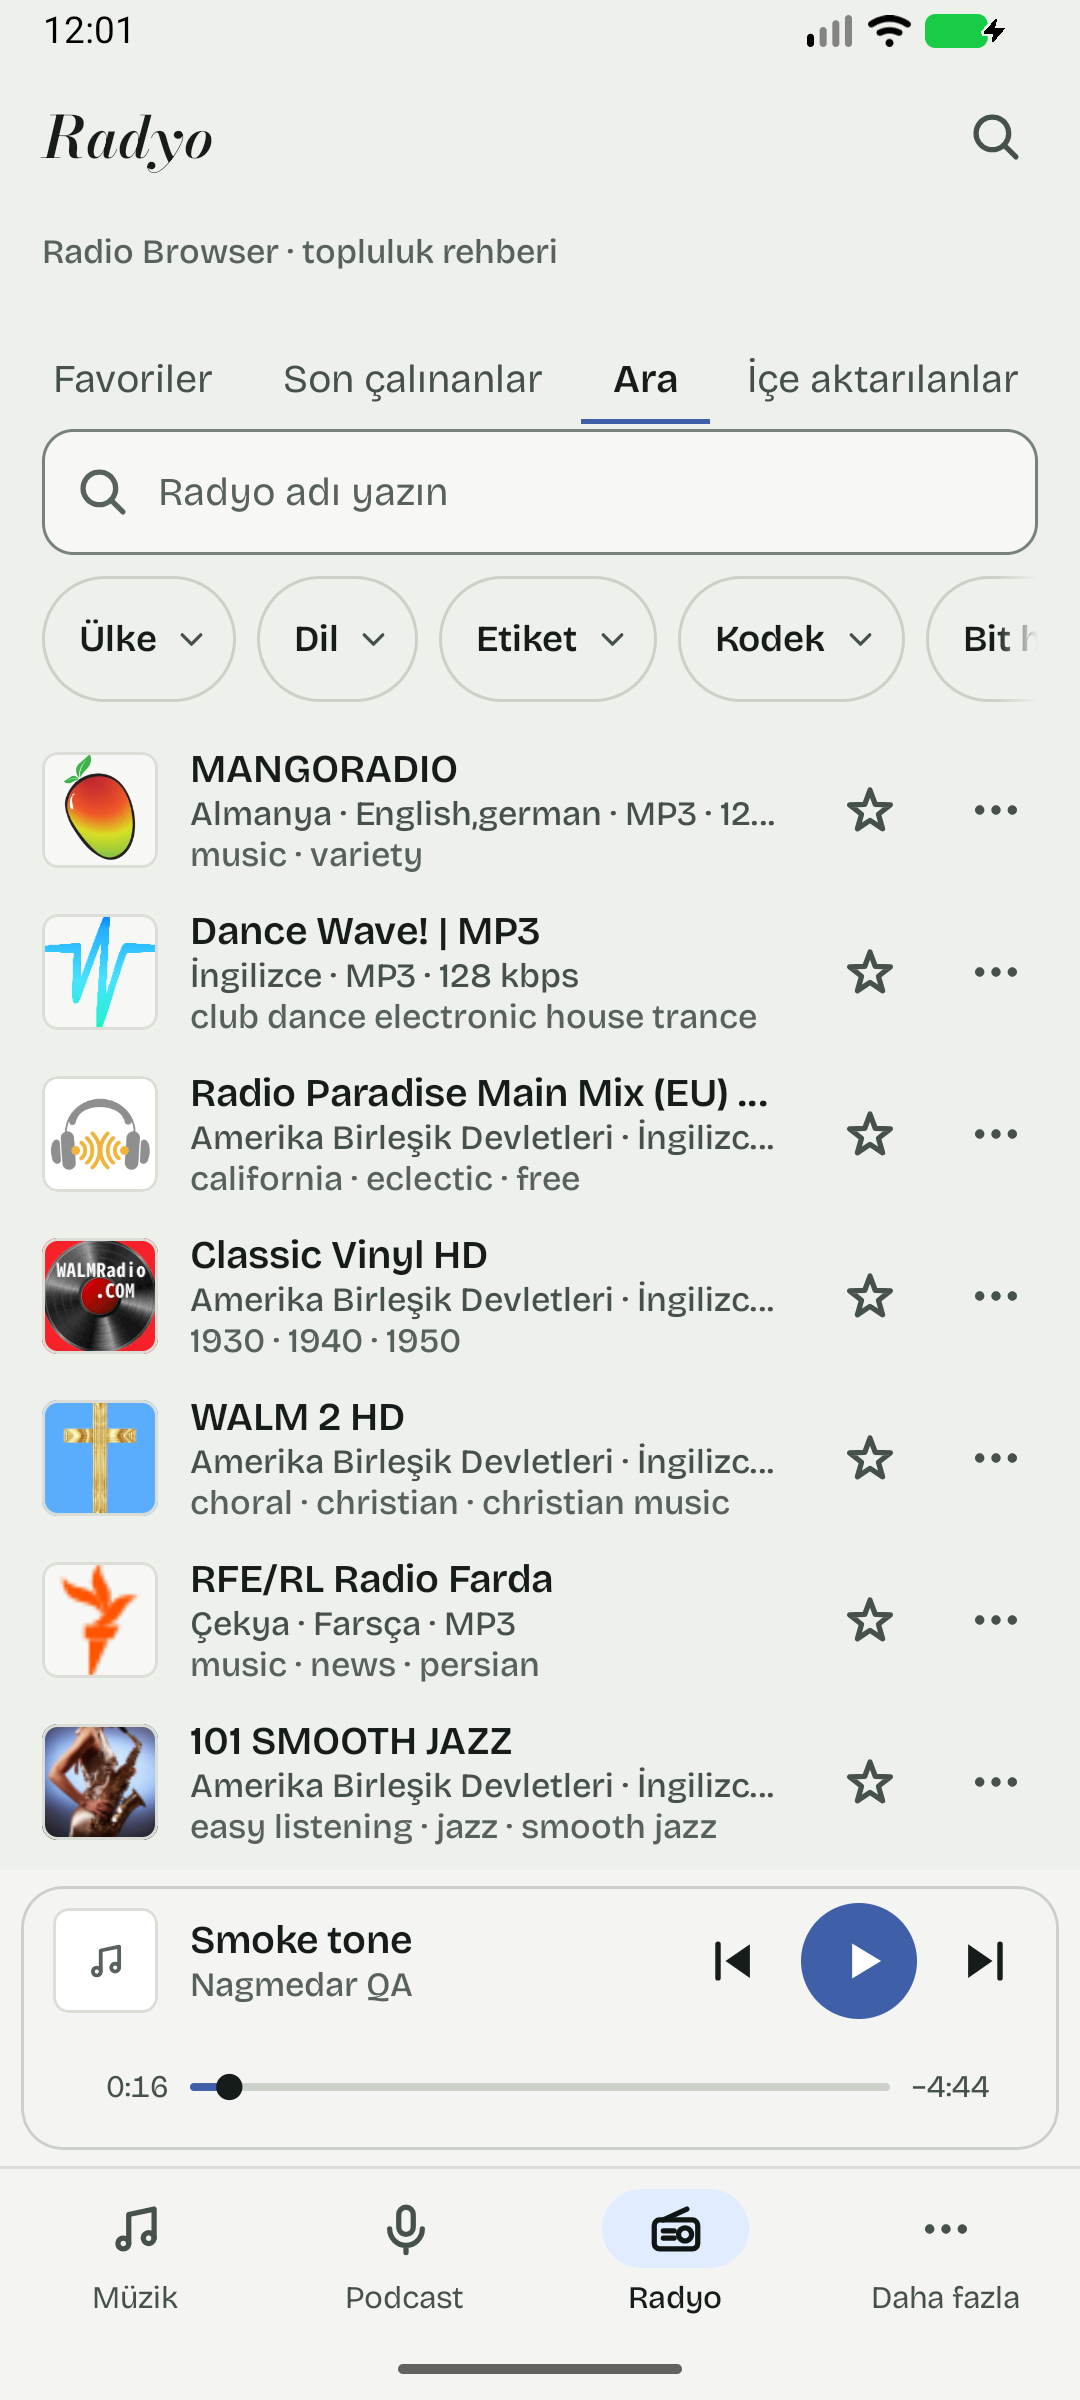 12:01
Radyo
Radio Browser · topluluk rehberi
Favoriler
Son çalınanlar
Ara
İçe aktarılanlar
Radyo adı yazın
Ülke
Dil
Etiket
Kodek
Bit
MANGORADIO
Almanya · English,german · MP3 · 12...
music · variety
Dance Wave! | MP3
İngilizce · MP3 · 128 kbps
club dance electronic house trance
Radio Paradise Main Mix (EU) ...
Amerika Birleşik Devletleri · İngilizc...
california · eclectic · free
WALMRadio
.COM
Classic Vinyl HD
Amerika Birleşik Devletleri · İngilizc...
1930 · 1940 · 1950
WALM 2 HD
Amerika Birleşik Devletleri · İngilizc...
choral · christian · christian music
RFE/RL Radio Farda
Çekya · Farsça · MP3
music · news · persian
101 SMOOTH JAZZ
Amerika Birleşik Devletleri · İngilizc...
easy listening · jazz · smooth jazz
Smoke tone
Nagmedar QA
0:16
-4:44
Müzik
Podcast
Radyo
Daha fazla